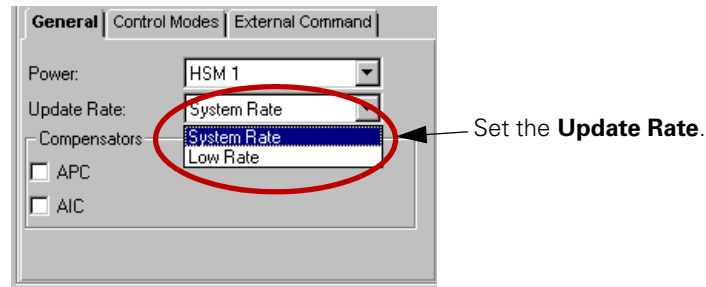 General Control Modes External Command
Power: HSM 1
Update Rate: System Rate
Compensators System Rate
Low Rate
APC
AIC
Set the Update Rate.